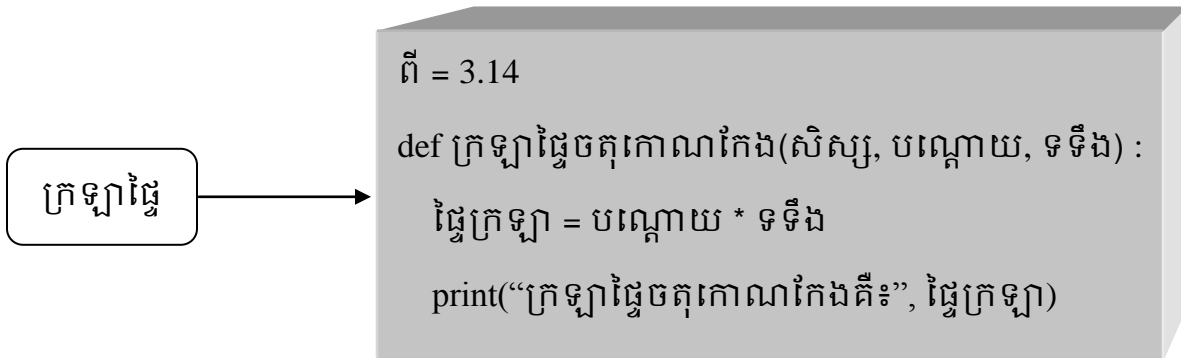 ក្រឡាផ្ទៃ
ពី = 3.14
def ក្រឡាផ្ទៃចតុកោណកែង(សិស្ស, បណ្តោយ, ទទឹង) :
ផ្ទៃក្រឡា = បណ្តោយ * ទទឹង
print(“ក្រឡាផ្ទៃចតុកោណកែងគឺ៖”, ផ្ទៃក្រឡា)